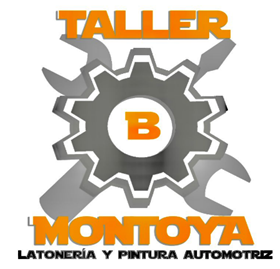 TALLER
B
MONTOYA
LATONERÍA Y PINTURA AUTOMOTRIZ